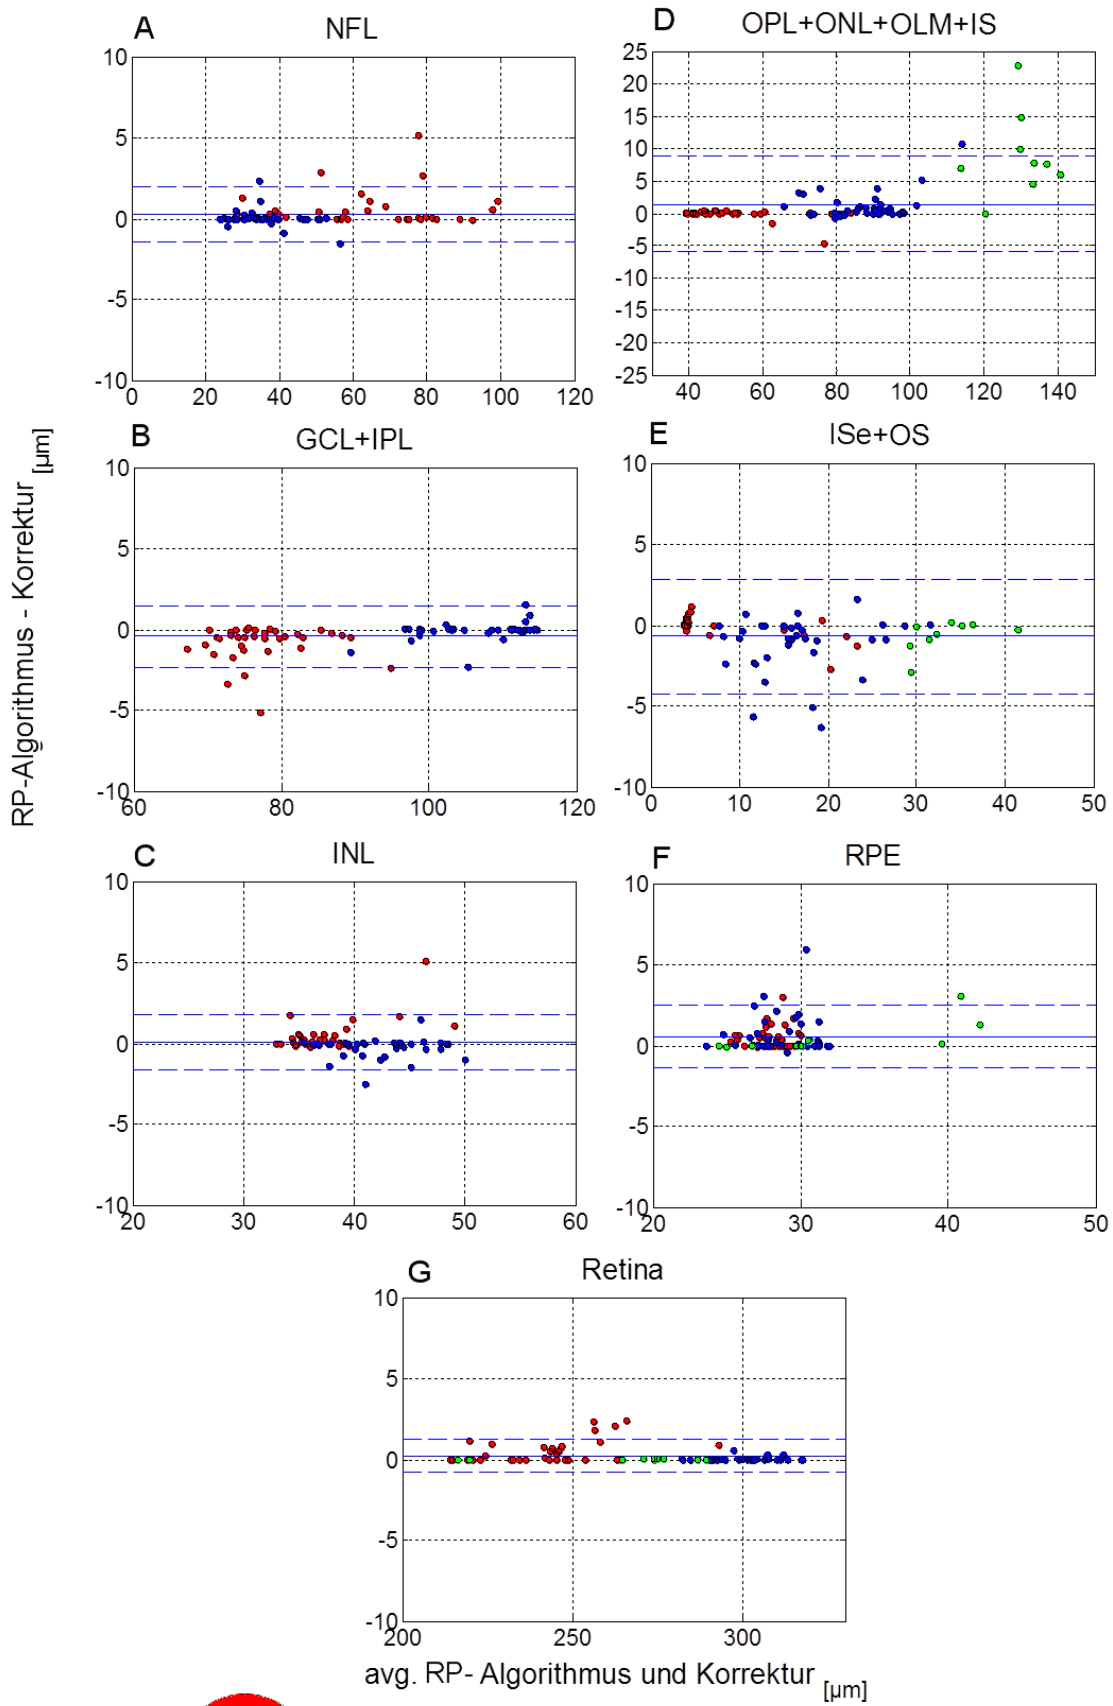 A NFL
10
5
0
-5
-10
0 20 40 60 80 100 120
D OPL+ONL+OLM+IS
25
20
15
10
5
0
-5
-10
-15
-20
-25
40 60 80 100 120 140
RP-Algorithmus - Korrektur [µm]
B GCL+IPL
10
5
0
-5
-10
60 80 100 120
E ISe+OS
10
5
0
-5
-10
0 10 20 30 40 50
C INL
10
5
0
-5
-10
20 30 40 50 60
F RPE
10
5
0
-5
-10
20 30 40 50
G Retina
10
5
0
-5
-10
200 250 300
avg. RP- Algorithmus und Korrektur [µm]